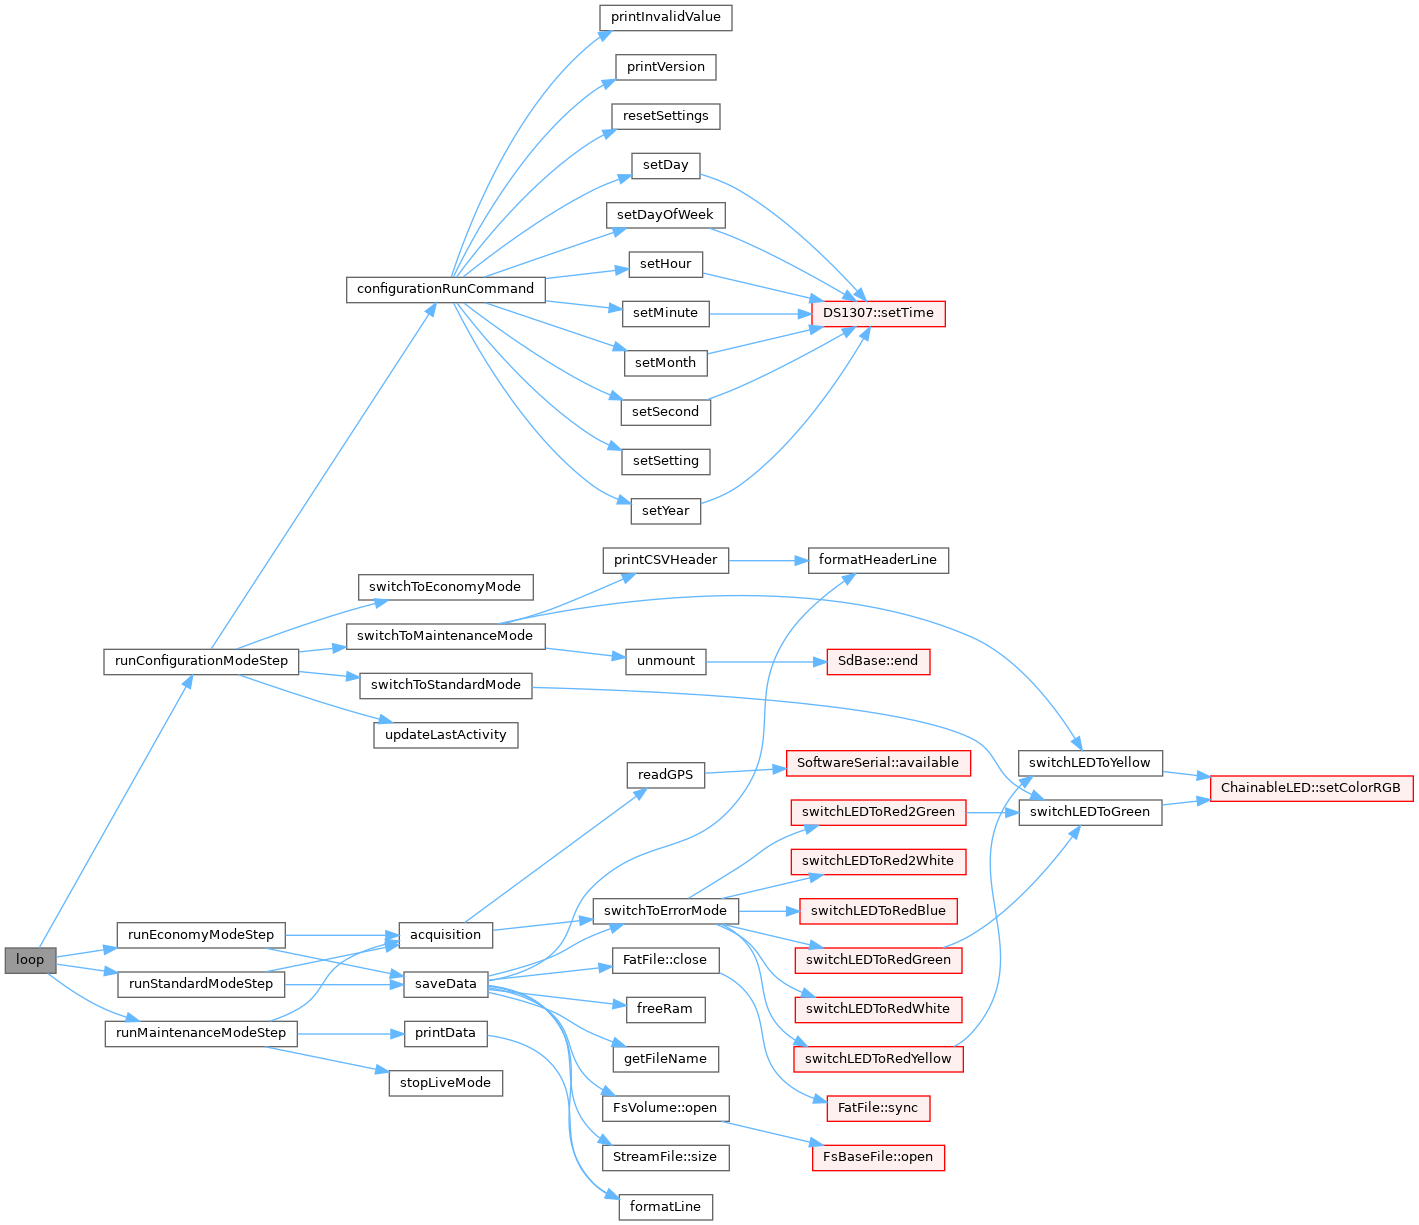 printInvalidValue
printVersion
resetSettings
setDay
setDayOfWeek
setHour
configurationRunCommand
setMinute
DS1307::setTime
setMonth
setSecond
setSetting
setYear
printCSVHeader
formatHeaderLine
switchToEconomyMode
switchToMaintenanceMode
runConfigurationModeStep
unmount
SdBase::end
switchToStandardMode
updateLastActivity
readGPS
SoftwareSerial::available
switchLEDToYellow
ChainableLED::setColorRGB
switchLEDToRed2Green
switchLEDToGreen
switchLEDToRed2White
switchToErrorMode
switchLEDToRedBlue
runEconomyModeStep
acquisition
loop
FatFile::close
switchLEDToRedGreen
runStandardModeStep
saveData
freeRam
switchLEDToRedWhite
runMaintenanceModeStep
printData
getFileName
switchLEDToRedYellow
stopLiveMode
FsVolume::open
FatFile::sync
StreamFile::size
FsBaseFile::open
formatLine